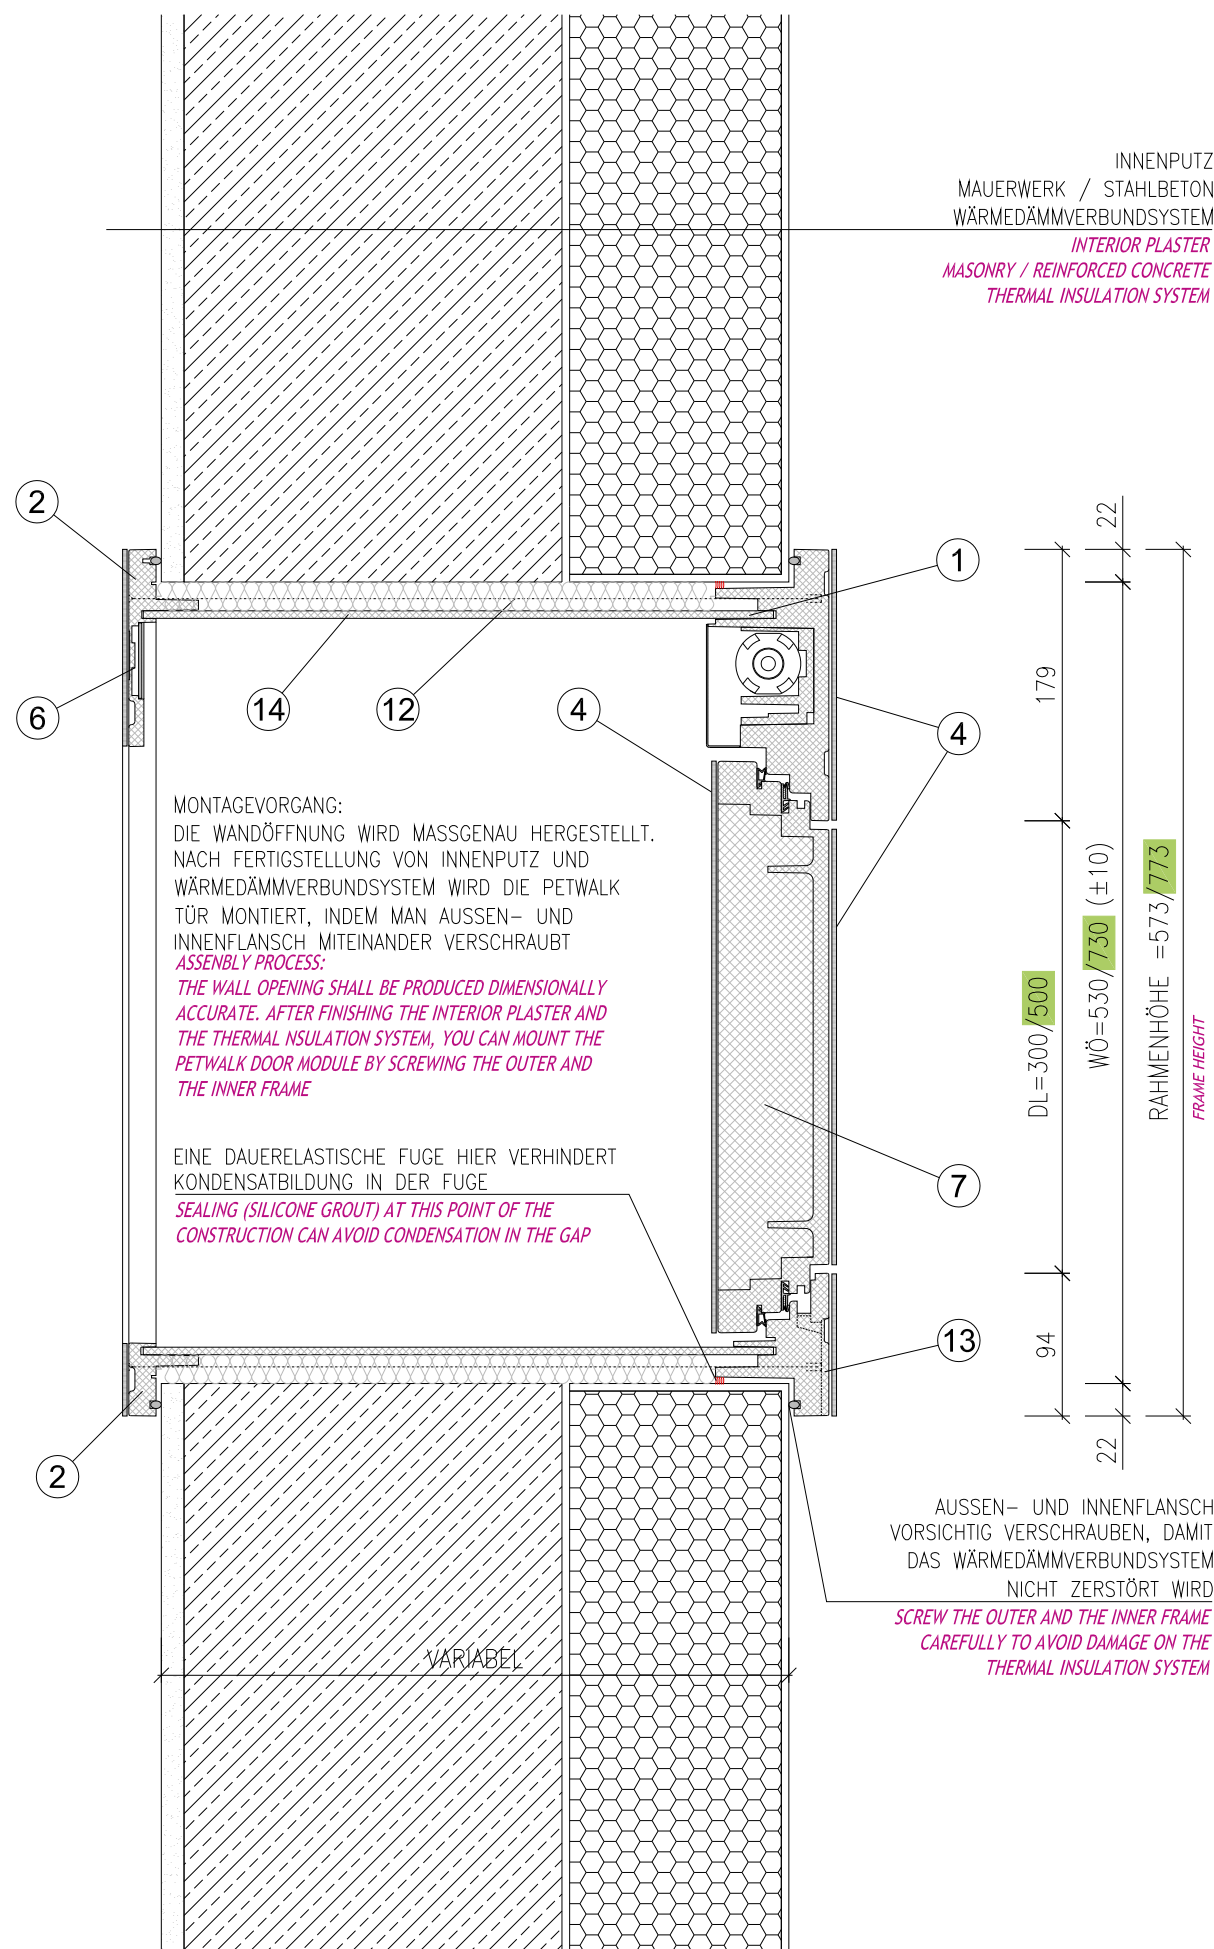 INNENPUTZ
MAUERWERK / STAHLBETON
WÄRMEDÄMMVERBUNDSYSTEM
INTERIOR PLASTER
MASONRY / REINFORCED CONCRETE
THERMAL INSULATION SYSTEM
2
22
1
6
14
12
4
4
179
MONTAGEVORGANG:
DIE WANDÖFFNUNG WIRD MASSGENAU HERGESTELLT.
NACH FERTIGSTELLUNG VON INNENPUTZ UND
WÄRMEDÄMMVERBUNDSYSTEM WIRD DIE PETWALK
TÜR MONTIERT, INDEM MAN AUSSEN- UND
INNENFLANSCH MITEINANDER VERSCHRAUBT
ASSENBLY PROCESS:
THE WALL OPENING SHALL BE PRODUCED DIMENSIONALLY
ACCURATE. AFTER FINISHING THE INTERIOR PLASTER AND
THE THERMAL NSULATION SYSTEM, YOU CAN MOUNT THE
PETWALK DOOR MODULE BY SCREWING THE OUTER AND
THE INNER FRAME
DL=300/500
WÖ=530/730 (±10)
RAHMENHÖHE =573/773
FRAME HEIGHT
EINE DAUERELASTISCHE FUGE HIER VERHINDERT
KONDENSATBILDUNG IN DER FUGE
SEALING (SILICONE GROUT) AT THIS POINT OF THE
CONSTRUCTION CAN AVOID CONDENSATION IN THE GAP
7
13
94
2
22
AUSSEN- UND INNENFLANSCH
VORSICHTIG VERSCHRAUBEN, DAMIT
DAS WÄRMEDÄMMVERBUNDSYSTEM
NICHT ZERSTÖRT WIRD
SCREW THE OUTER AND THE INNER FRAME
CAREFULLY TO AVOID DAMAGE ON THE
THERMAL INSULATION SYSTEM
VARIABEL